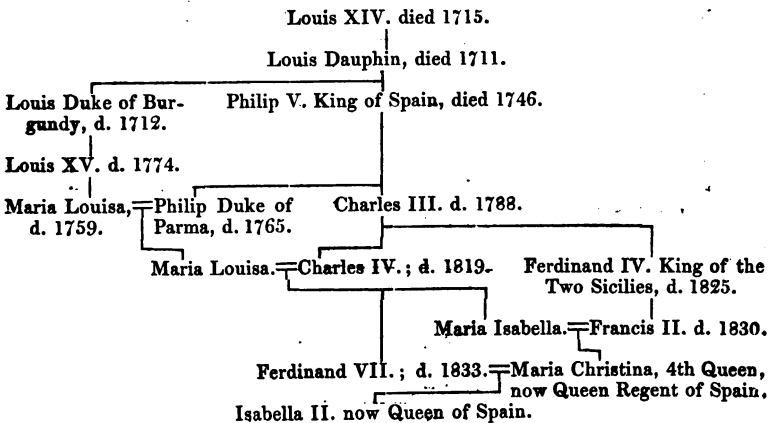 Louis XIV. died 1715.
Louis Dauphin, died 1711.
Louis Duke of Bur-
gundy, d. 1712.
Philip V. King of Spain, died 1746.
Louis XV. d. 1774.
Maria Louisa,
d. 1759.
Philip Duke of
Parma, d. 1765.
Charles III. d. 1788.
Maria Louisa.
Charles IV.; d. 1819.
Ferdinand IV. King of the
Two Sicilies, d. 1825.
Maria Isabella.
Francis II. d. 1830.
Ferdinand VII.; d. 1833.
Maria Christina, 4th Queen,
now Queen Regent of Spain.
Isabella II. now Queen of Spain.